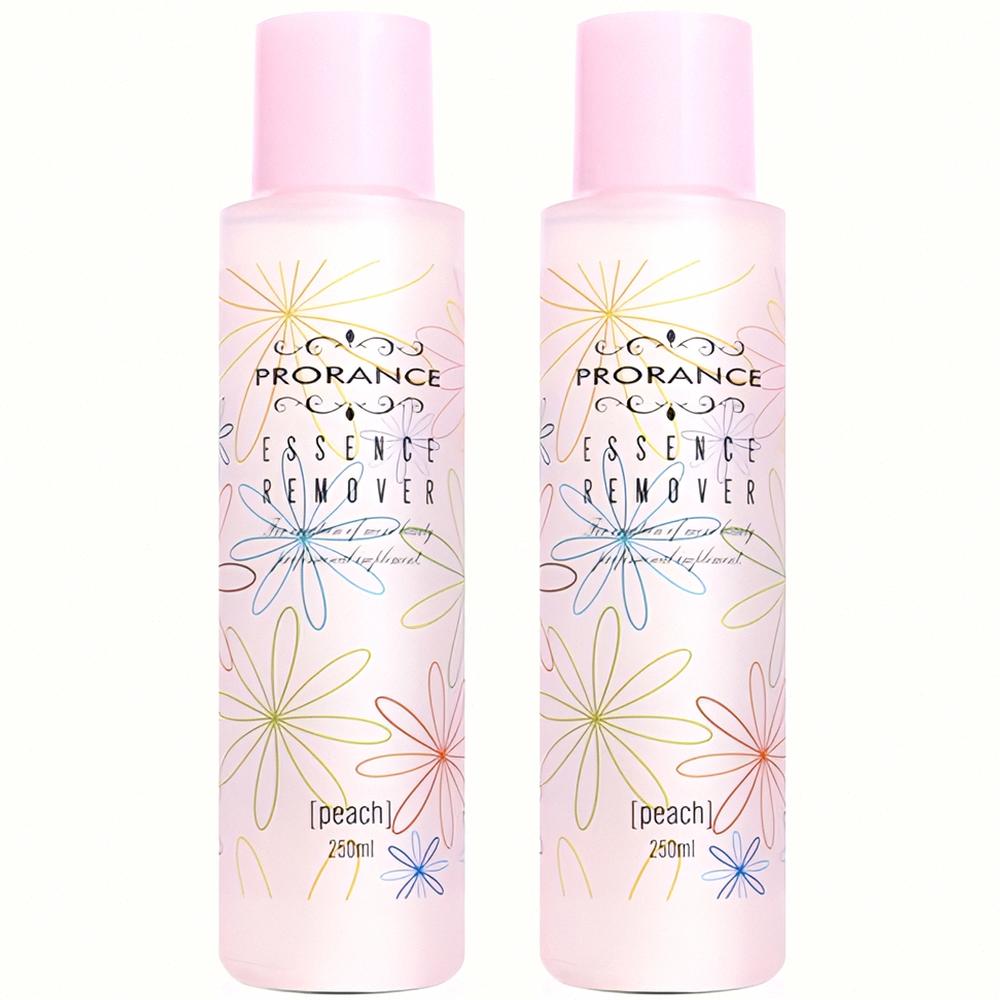 PRORANCE
ESSENCE
REMOVER
[peach]
250ml
PRORANCE
ESSENCE
REMOVER
[peach]
250ml